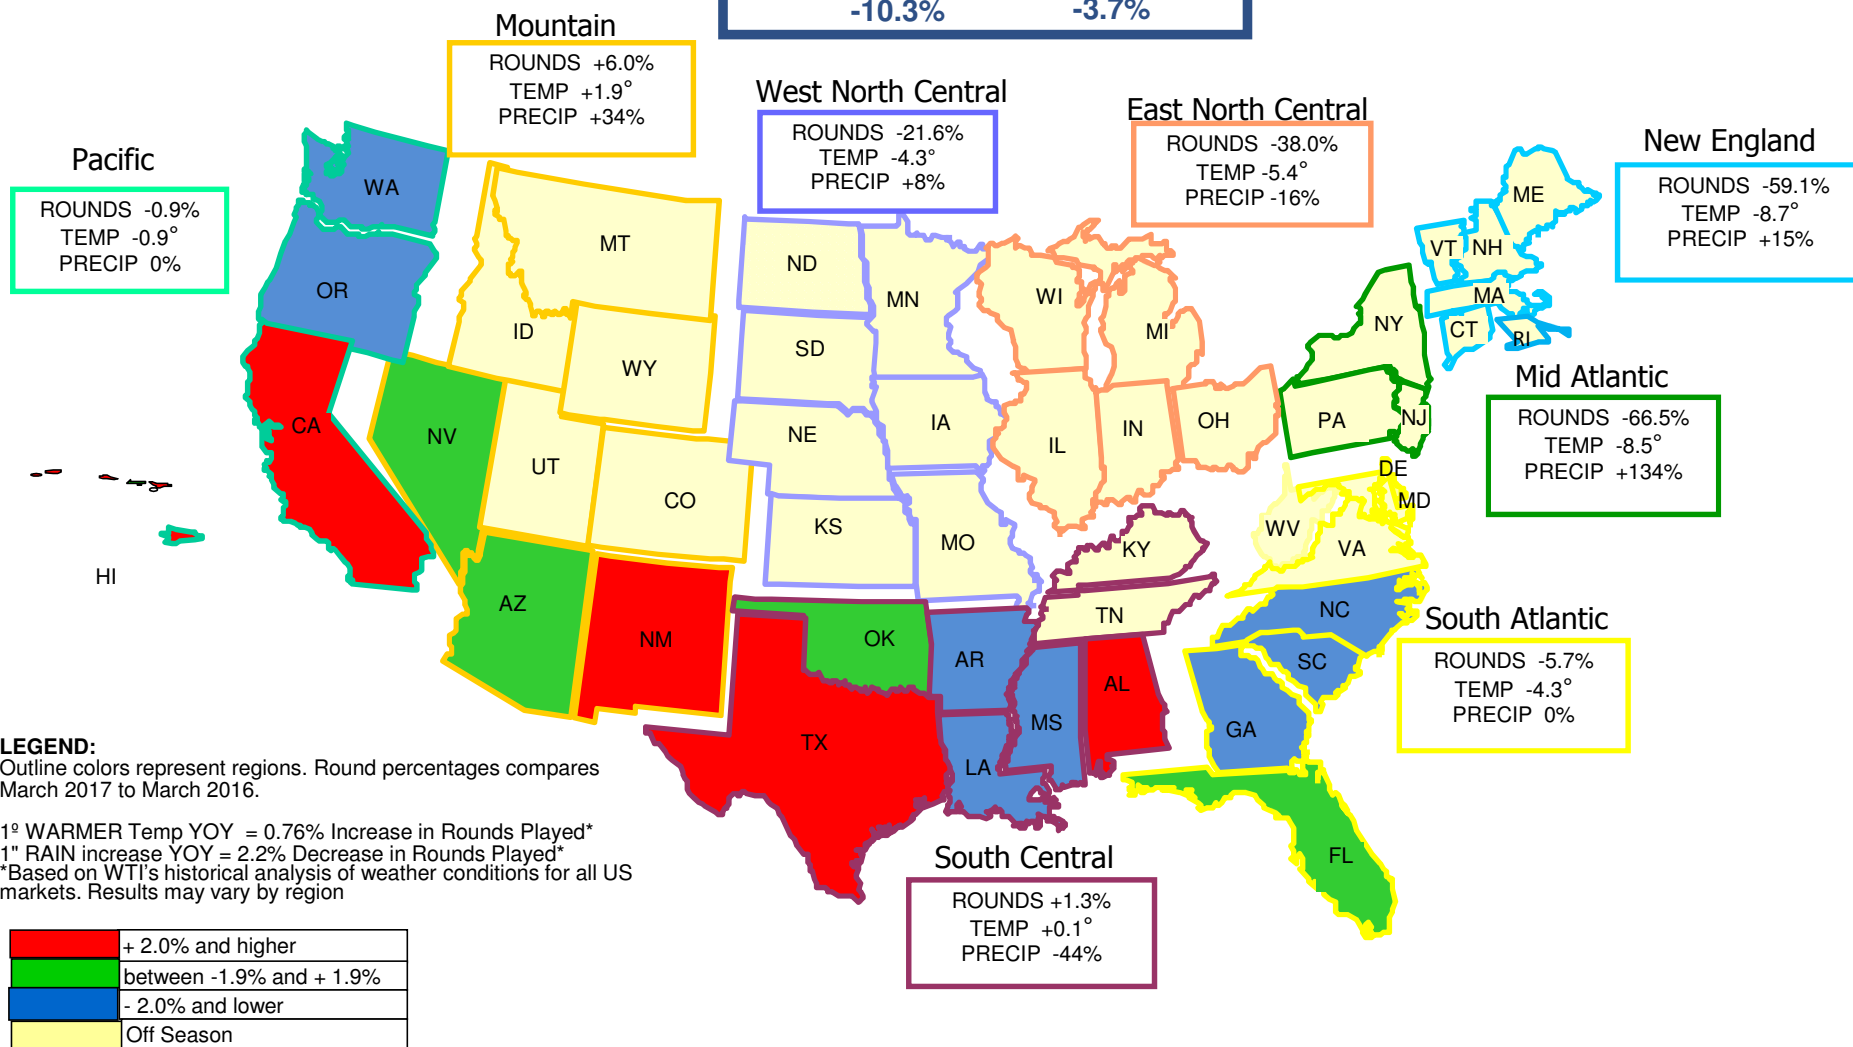 -10.3% -3.7%
Mountain
ROUNDS +6.0%
TEMP +1.9°
PRECIP +34%
West North Central
ROUNDS -21.6%
TEMP -4.3°
PRECIP +8%
East North Central
ROUNDS -38.0%
TEMP -5.4°
PRECIP -16%
New England
ROUNDS -59.1%
TEMP -8.7°
PRECIP +15%
Pacific
ROUNDS -0.9%
TEMP -0.9°
PRECIP 0%
Mid Atlantic
ROUNDS -66.5%
TEMP -8.5°
PRECIP +134%
South Atlantic
ROUNDS -5.7%
TEMP -4.3°
PRECIP 0%
South Central
ROUNDS +1.3%
TEMP +0.1°
PRECIP -44%
WA
OR
CA
HI
MT
ID
WY
NV
UT
CO
AZ
NM
ND
SD
NE
KS
MN
IA
MO
WI
MI
IL
IN
OH
ME
VT
NH
MA
CT
RI
NY
PA
NJ
DE
MD
WV
VA
NC
SC
GA
FL
KY
TN
OK
AR
TX
LA
MS
AL
LEGEND:
Outline colors represent regions. Round percentages compares
March 2017 to March 2016.
1º WARMER Temp YOY = 0.76% Increase in Rounds Played*
1" RAIN increase YOY = 2.2% Decrease in Rounds Played*
*Based on WTI's historical analysis of weather conditions for all US
markets. Results may vary by region
+ 2.0% and higher
between -1.9% and + 1.9%
- 2.0% and lower
Off Season